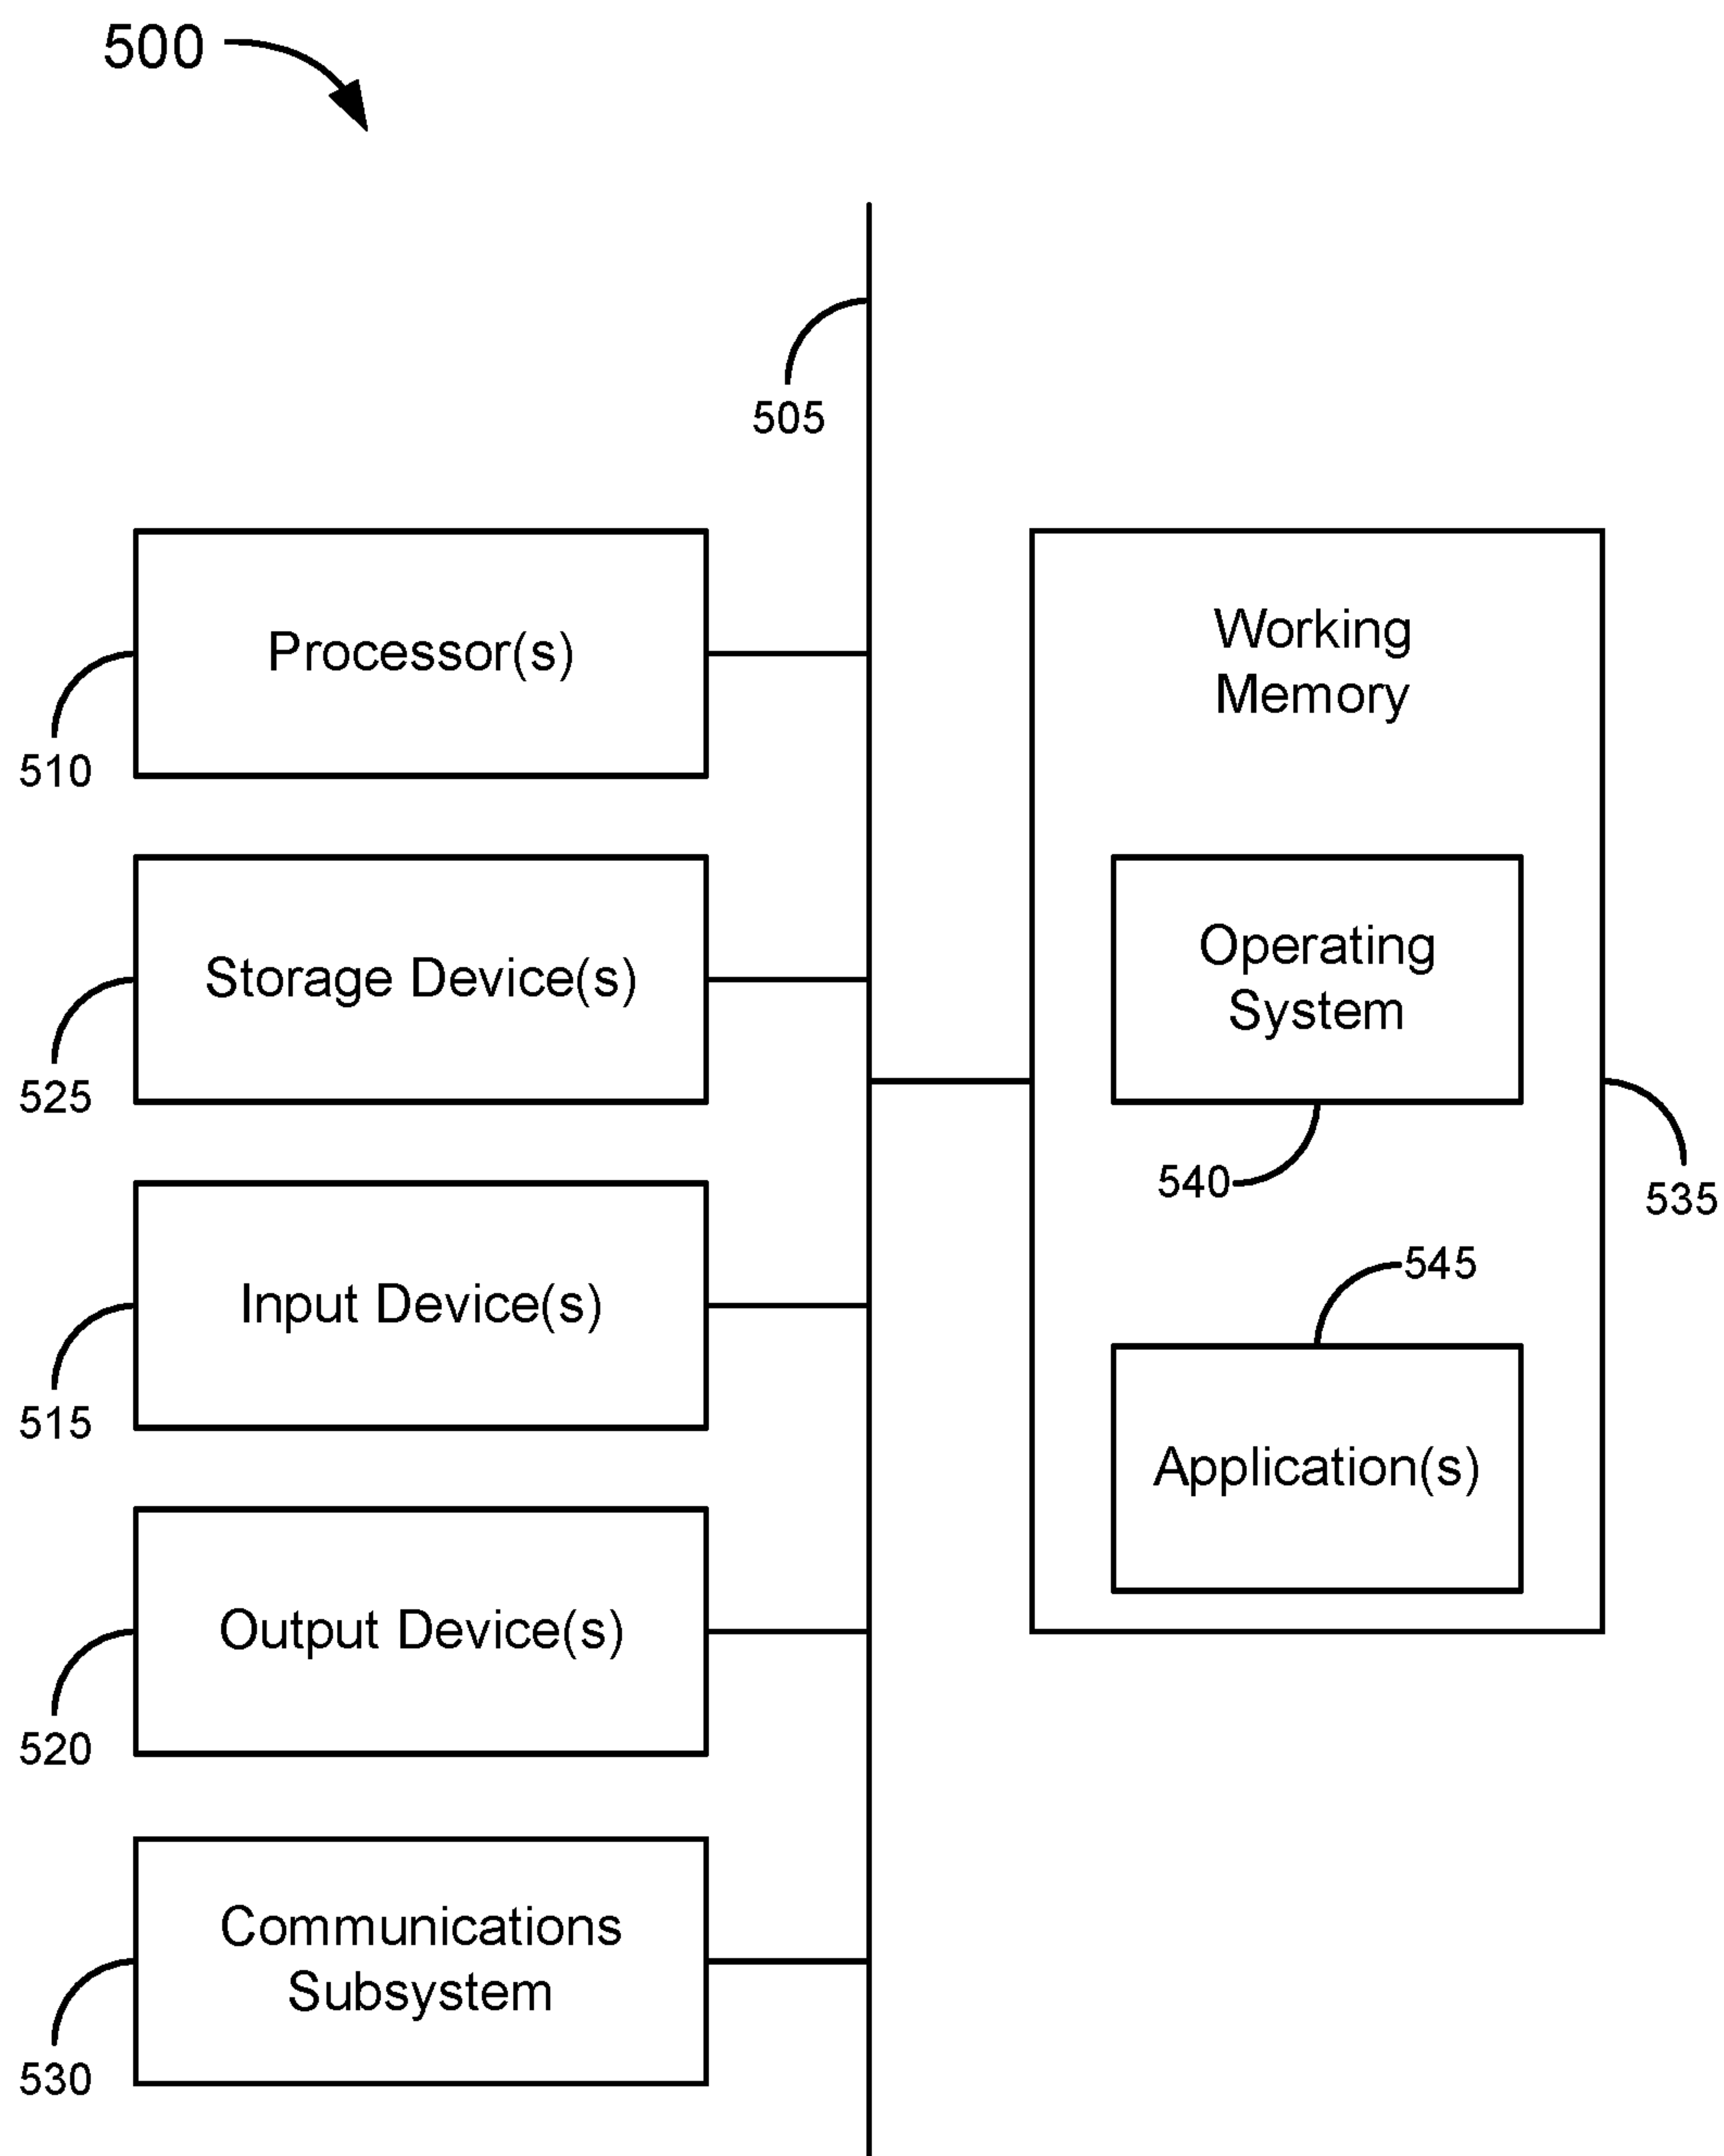 500
505
Processor(s)
510
Storage Device(s)
525
Input Device(s)
515
Output Device(s)
520
Communications
Subsystem
530
Working
Memory
Operating
System
540
535
545
Application(s)